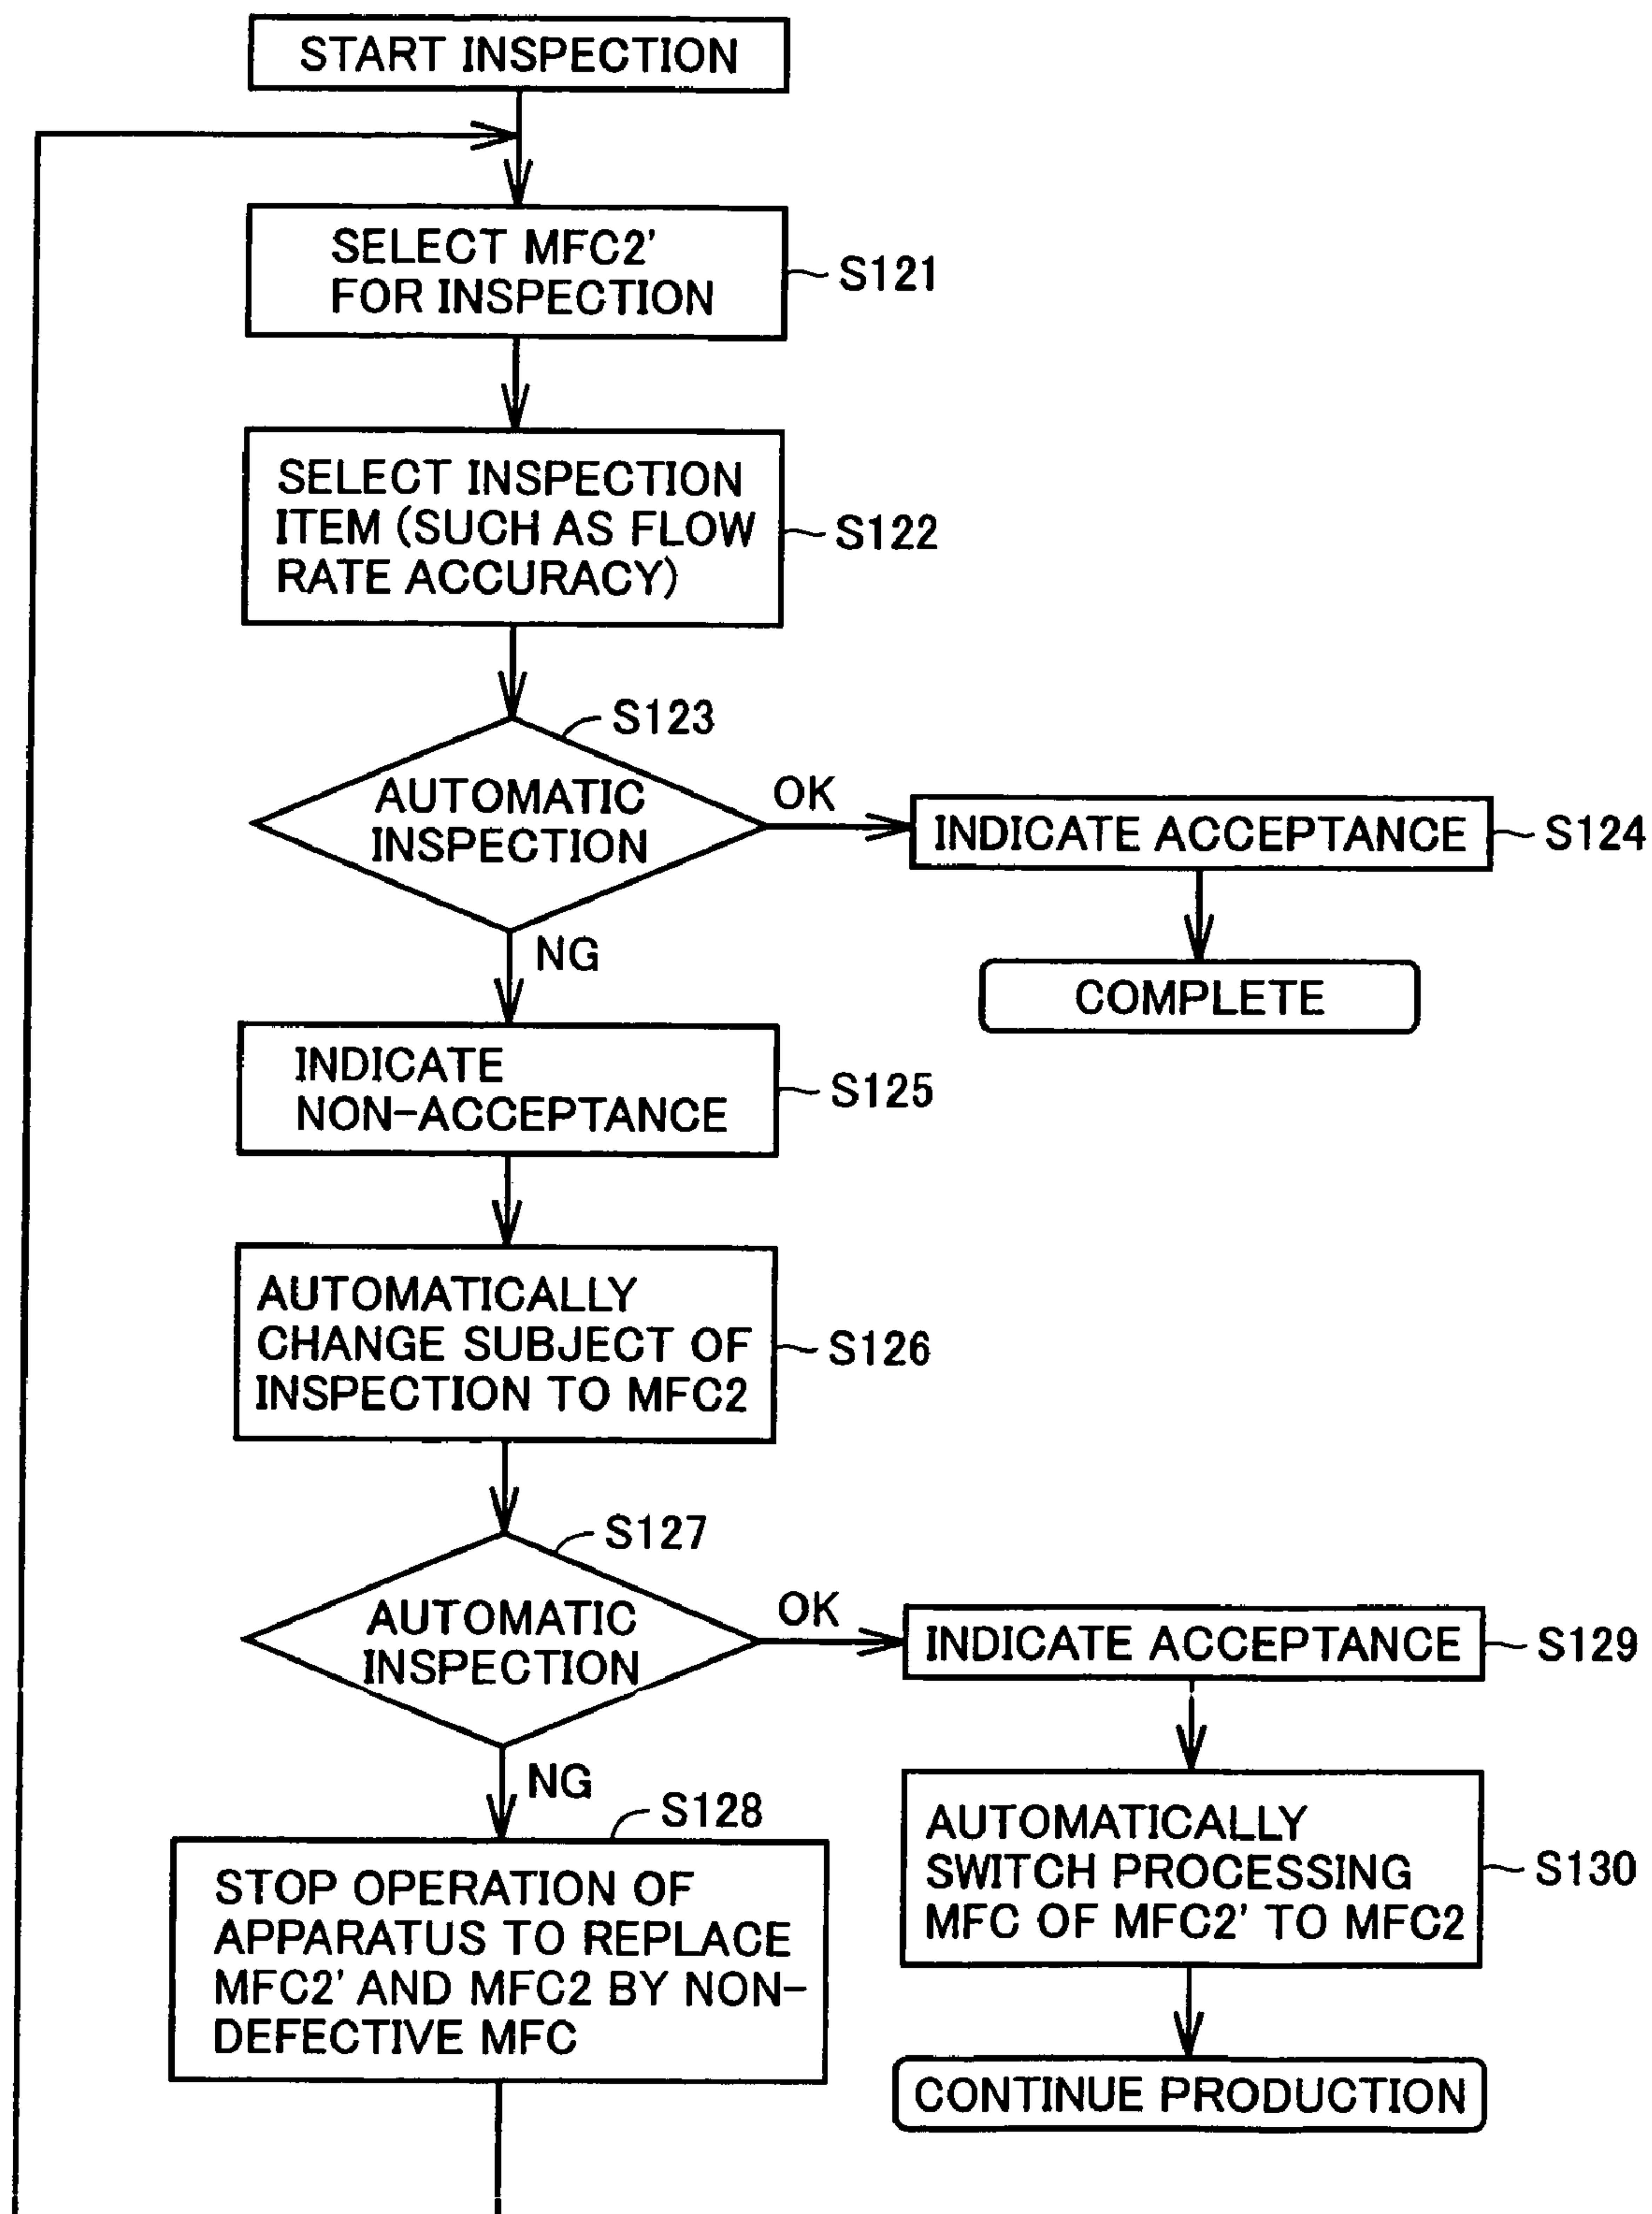 START INSPECTION
SELECT MFC2'
FOR INSPECTION
S121
SELECT INSPECTION
ITEM (SUCH AS FLOW
RATE ACCURACY)
S122
S123
AUTOMATIC
INSPECTION
OK
INDICATE ACCEPTANCE
S124
COMPLETE
NG
INDICATE
NON-ACCEPTANCE
S125
AUTOMATICALLY
CHANGE SUBJECT OF
INSPECTION TO MFC2
S126
S127
AUTOMATIC
INSPECTION
OK
INDICATE ACCEPTANCE
S129
AUTOMATICALLY
SWITCH PROCESSING
MFC OF MFC2' TO MFC2
S130
CONTINUE PRODUCTION
NG
S128
STOP OPERATION OF
APPARATUS TO REPLACE
MFC2' AND MFC2 BY NON-
DEFECTIVE MFC